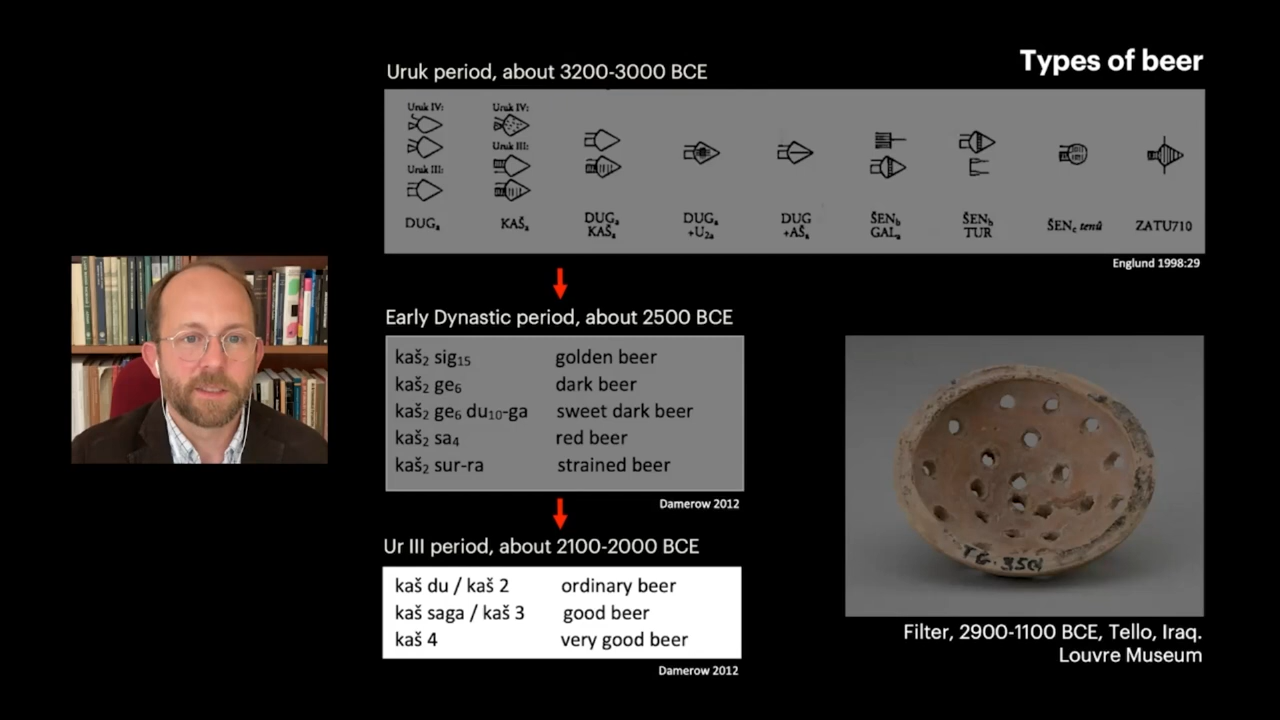 Types of beer
Uruk period, about 3200-3000 BCE
Uruk IV: Uruk IV:
Uruk III:
Uruk III:
DUGₐ KAŠₐ DUGₐ KAŠₐ DUGₐ +U₂ₐ DUG +AŠₐ ŠEN_b GALₐ ŠEN_b TUR ŠEN_c tenû ZATU710
Englund 1998:29
Early Dynastic period, about 2500 BCE
kaš₂ sig₁₅ golden beer
kaš₂ ge₆ dark beer
kaš₂ ge₆ du₁₀-ga sweet dark beer
kaš₂ sa₄ red beer
kaš₂ sur-ra strained beer
Damerow 2012
Ur III period, about 2100-2000 BCE
kaš du / kaš 2 ordinary beer
kaš saga / kaš 3 good beer
kaš 4 very good beer
Damerow 2012
TG. 3501
Filter, 2900-1100 BCE, Tello, Iraq.
Louvre Museum